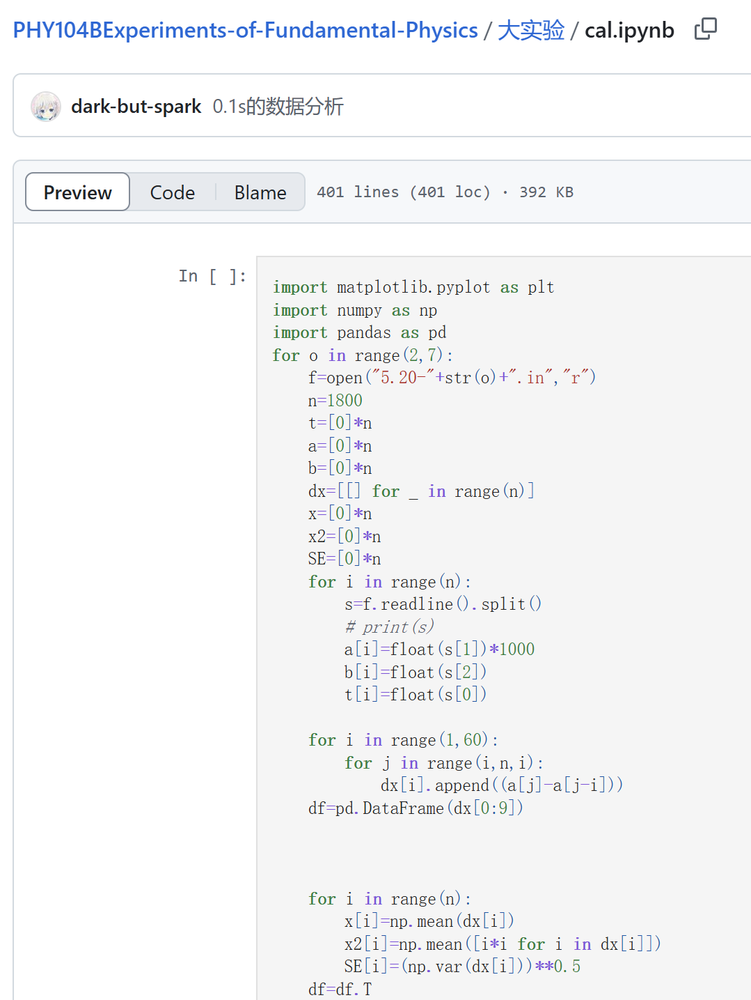 PHY104BExperiments-of-Fundamental-Physics / 大实验 / cal.ipynb
dark-but-spark 0.1s的数据分析
Preview Code Blame 401 lines (401 loc) · 392 KB
In [ ]:
import matplotlib.pyplot as plt
import numpy as np
import pandas as pd
for o in range(2,7):
    f=open("5.20-"+str(o)+".in","r")
    n=1800
    t=[0]*n
    a=[0]*n
    b=[0]*n
    dx=[[] for _ in range(n)]
    x=[0]*n
    x2=[0]*n
    SE=[0]*n
    for i in range(n):
        s=f.readline().split()
        # print(s)
        a[i]=float(s[1])*1000
        b[i]=float(s[2])
        t[i]=float(s[0])
    for i in range(1,60):
        for j in range(i,n,i):
            dx[i].append((a[j]-a[j-i]))
    df=pd.DataFrame(dx[0:9])
    for i in range(n):
        x[i]=np.mean(dx[i])
        x2[i]=np.mean([i*i for i in dx[i]])
        SE[i]=(np.var(dx[i]))**0.5
    df=df.T